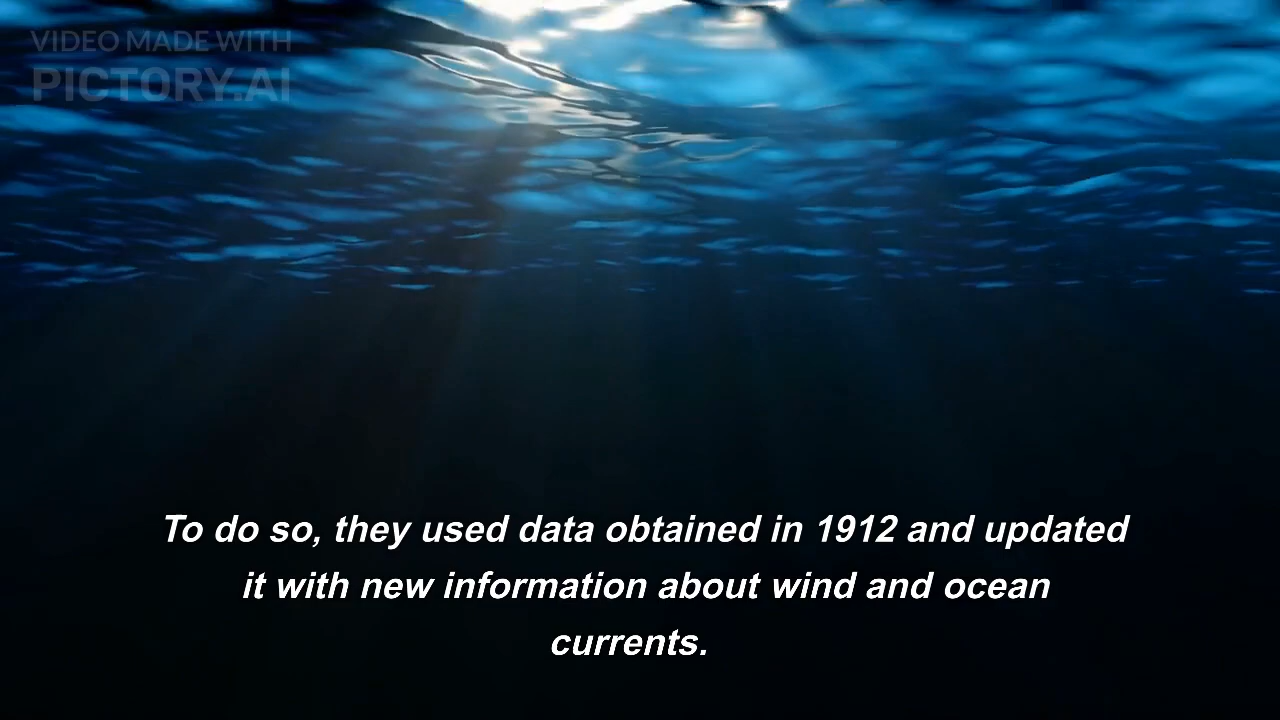 VIDEO MADE WITH
PICTORY.AI
To do so, they used data obtained in 1912 and updated
it with new information about wind and ocean
currents.